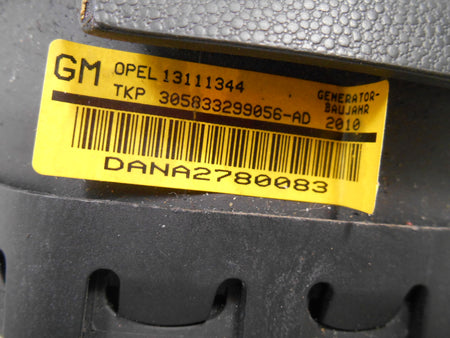 GM OPEL 13111344
TKP 305833299056-AD
GENERATOR-
BAUJAHR
2010
DANA2780083